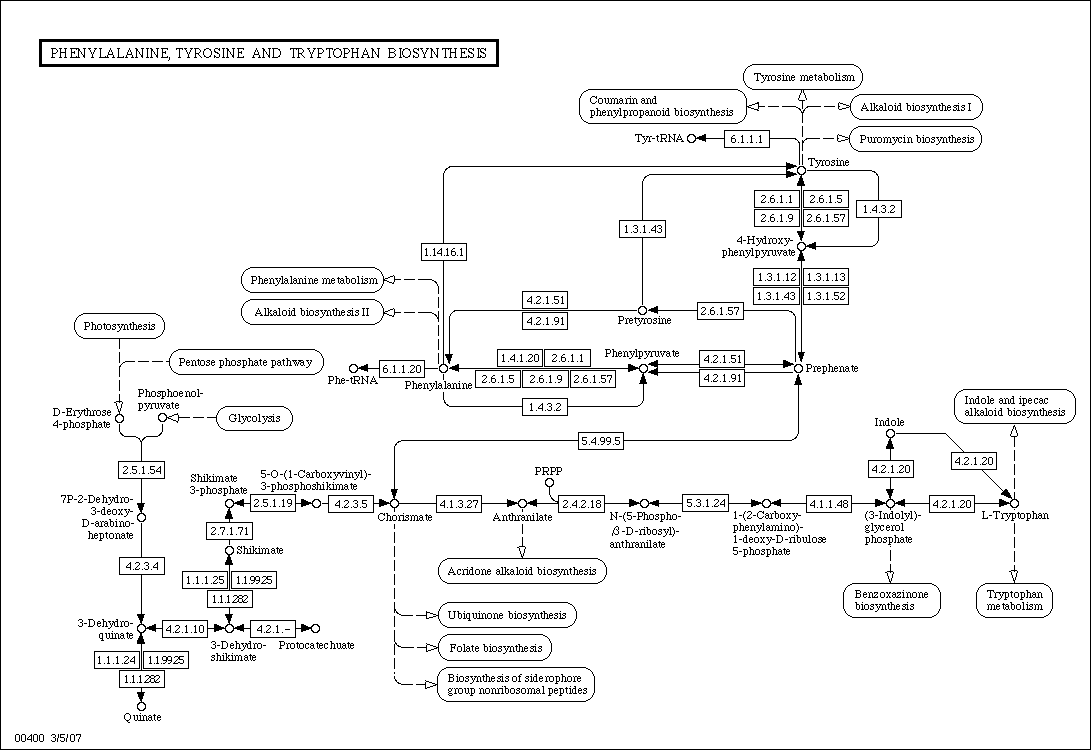 PHENYLALANINE, TYROSINE AND TRYPTOPHAN BIOSYNTHESIS
Tyrosine metabolism
Coumarin and
phenylpropanoid biosynthesis
Alkaloid biosynthesis I
Tyr-tRNA
6.1.1.1
Puromycin biosynthesis
Tyrosine
2.6.1.1
2.6.1.5
1.4.3.2
2.6.1.9
2.6.1.57
1.3.1.43
1.14.16.1
4-Hydroxy-
phenylpyruvate
1.3.1.12
1.3.1.13
1.3.1.43
1.3.1.52
Phenylalanine metabolism
Alkaloid biosynthesis II
4.2.1.51
4.2.1.91
Pretyrosine
2.6.1.57
Photosynthesis
Pentose phosphate pathway
Phe-tRNA
6.1.1.20
Phenylalanine
1.4.1.20
2.6.1.1
2.6.1.5
2.6.1.9
2.6.1.57
Phenylpyruvate
4.2.1.51
4.2.1.91
Prephenate
1.4.3.2
Phosphoenol-
pyruvate
D-Erythrose
4-phosphate
Glycolysis
5.4.99.5
Indole and ipecac
alkaloid biosynthesis
Indole
4.2.1.20
4.2.1.20
2.5.1.54
Shikimate
3-phosphate
5-O-(1-Carboxyvinyl)-
3-phosphoshikimate
PRPP
7P-2-Dehydro-
3-deoxy-
D-arabino-
heptonate
2.5.1.19
4.2.3.5
Chorismate
4.1.3.27
Anthranilate
2.4.2.18
N-(5-Phospho-
β-D-ribosyl)-
anthranilate
5.3.1.24
1-(2-Carboxy-
phenylamino)-
1-deoxy-D-ribulose
5-phosphate
4.1.1.48
(3-Indolyl)-
glycerol
phosphate
4.2.1.20
L-Tryptophan
2.7.1.71
Shikimate
4.2.3.4
1.1.1.25
1.1.99.25
1.1.1.282
Acridone alkaloid biosynthesis
Benzoxazinone
biosynthesis
Tryptophan
metabolism
Ubiquinone biosynthesis
Folate biosynthesis
Biosynthesis of siderophore
group nonribosomal peptides
3-Dehydro-
quinate
4.2.1.10
3-Dehydro-
shikimate
4.2.1.-
Protocatechuate
1.1.1.24
1.1.99.25
1.1.1.282
Quinate
00400 3/5/07